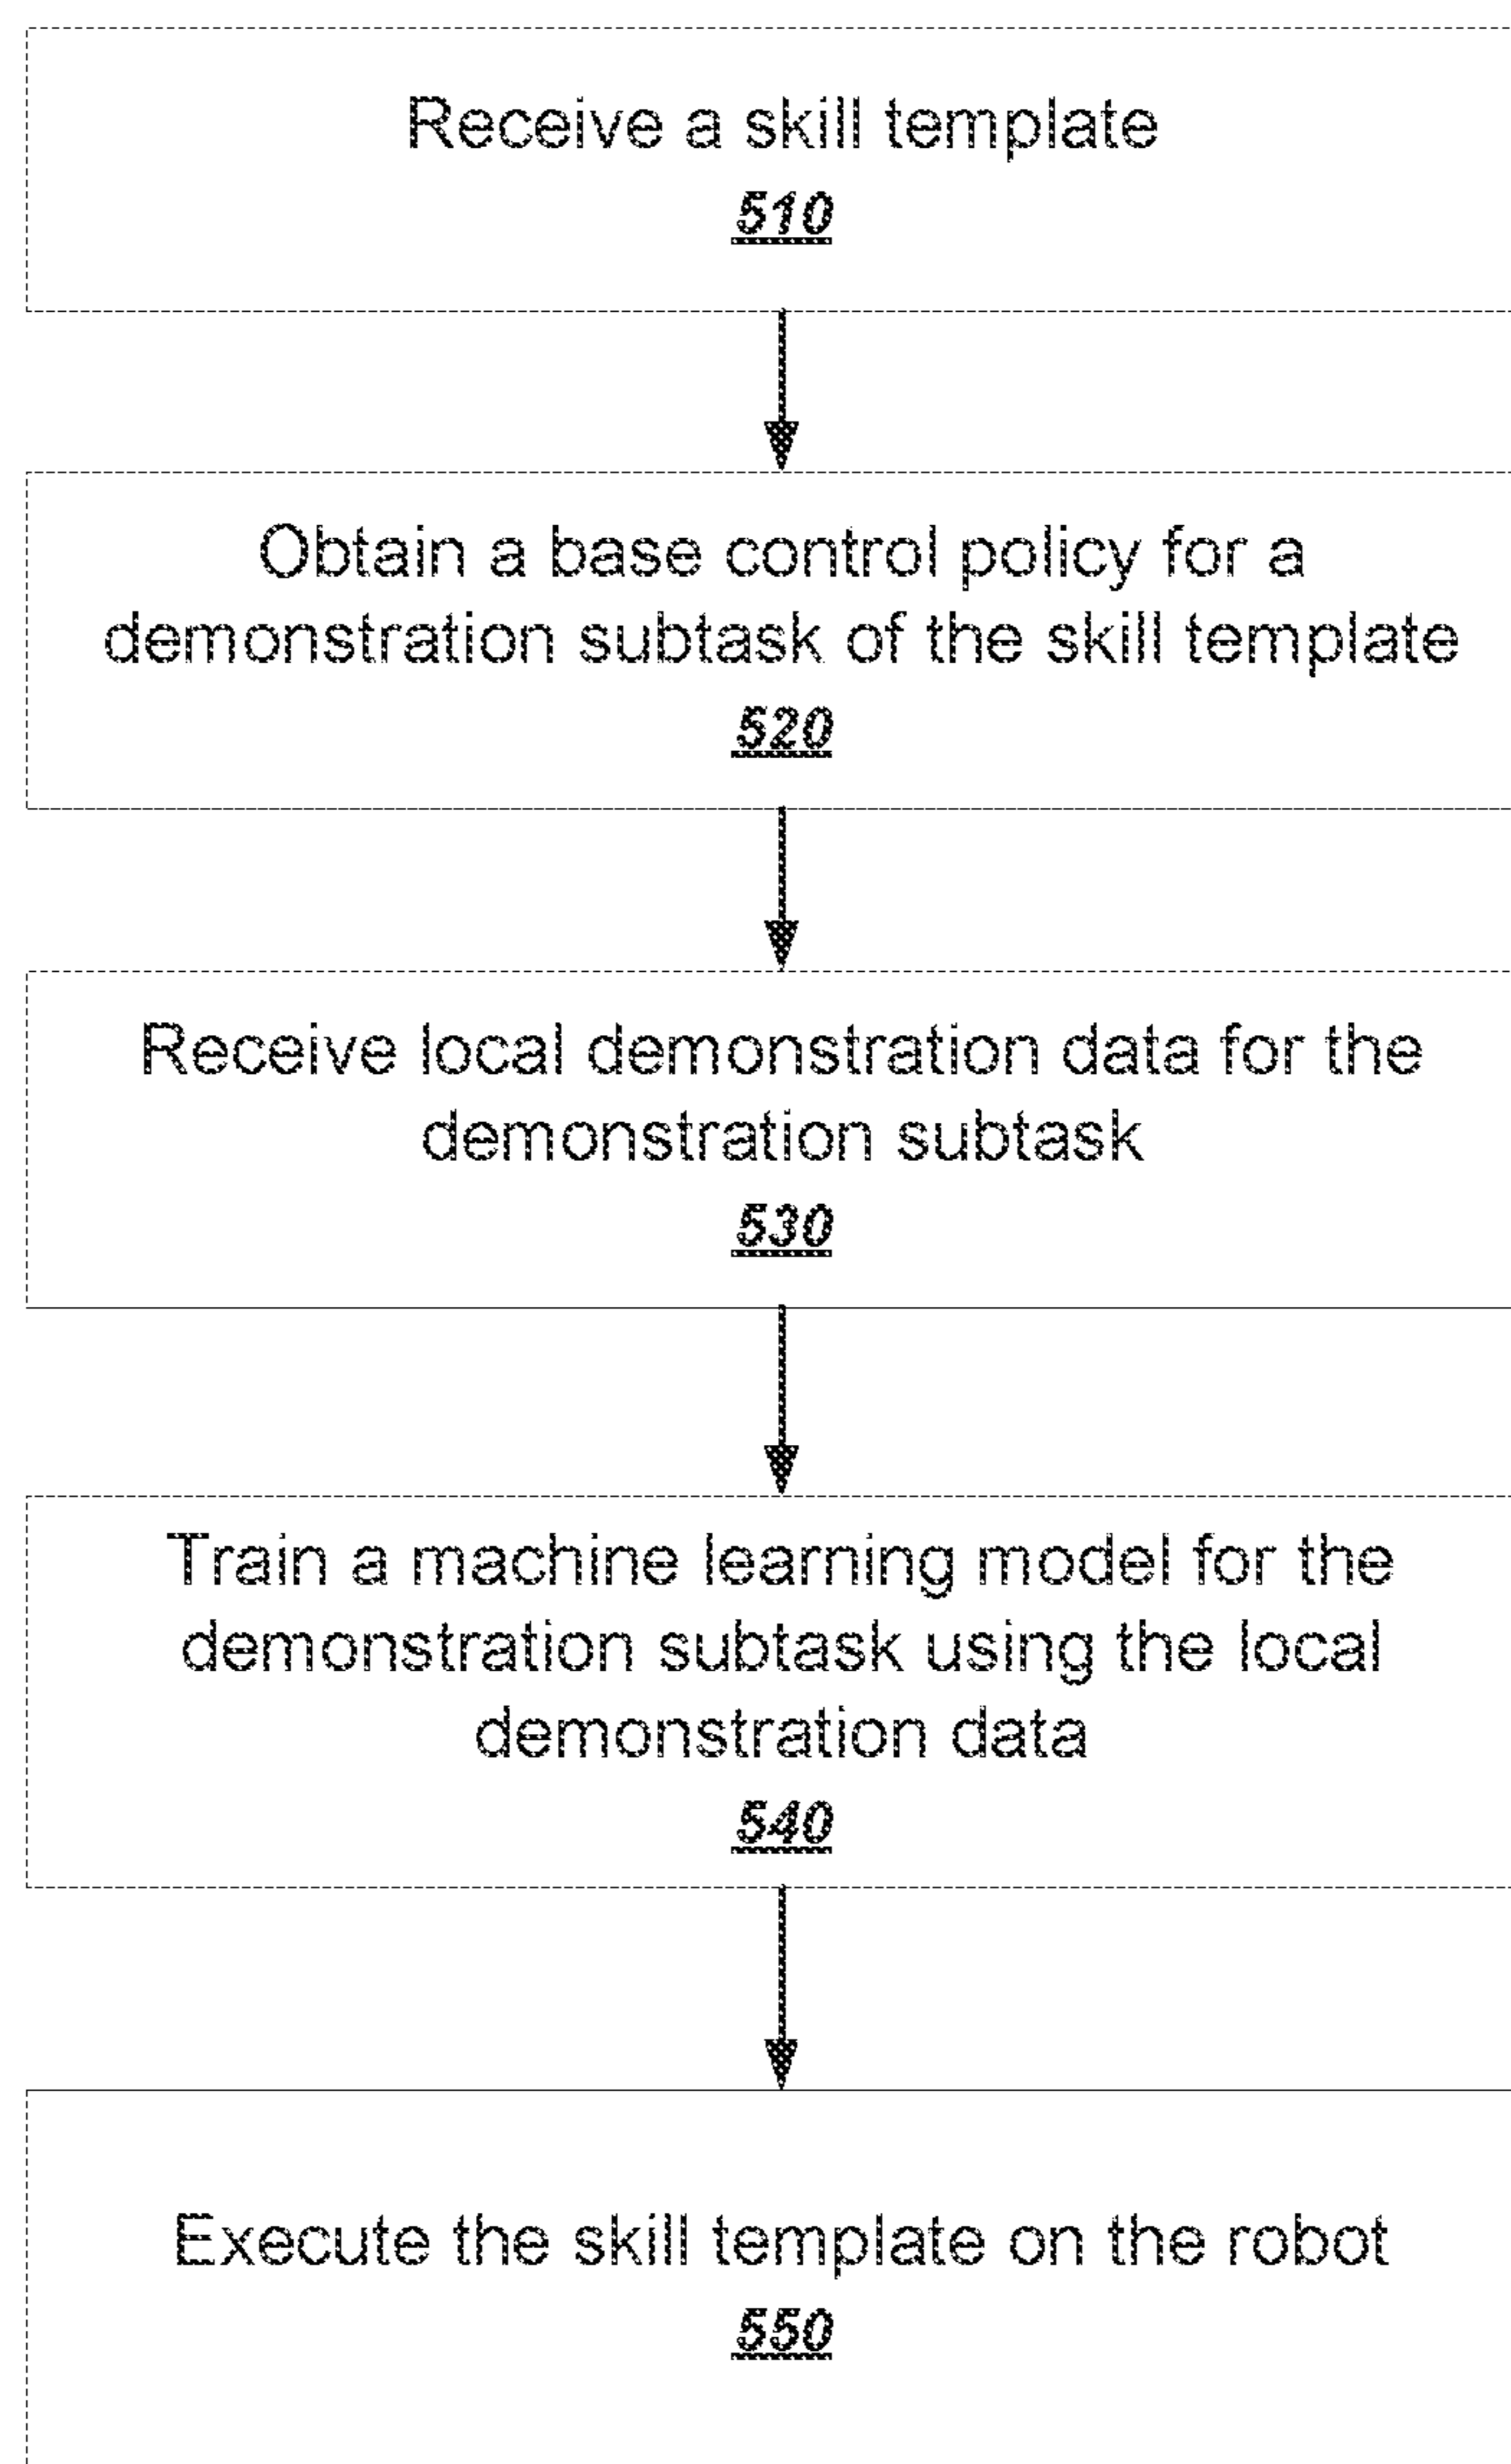 Receive a skill template
510
Obtain a base control policy for a
demonstration subtask of the skill template
520
Receive local demonstration data for the
demonstration subtask
530
Train a machine learning model for the
demonstration subtask using the local
demonstration data
540
Execute the skill template on the robot
550